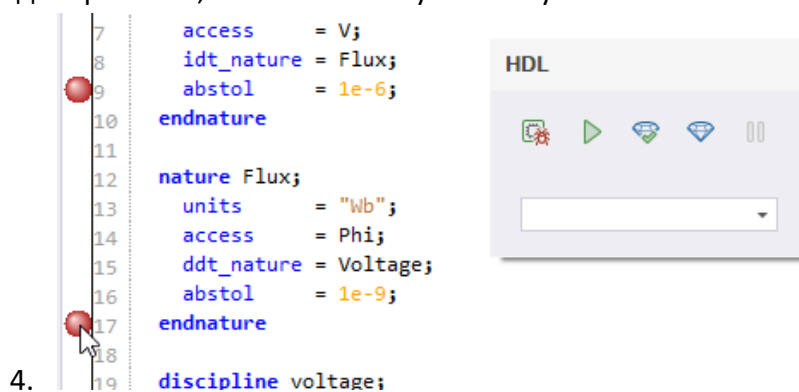 7 access = V;
8 idt_nature = Flux;
9 abstol = 1e-6;
10 endnature
11
12 nature Flux;
13 units = "Wb";
14 access = Phi;
15 ddt_nature = Voltage;
16 abstol = 1e-9;
17 endnature
18
19 discipline voltage;
HDL
4.